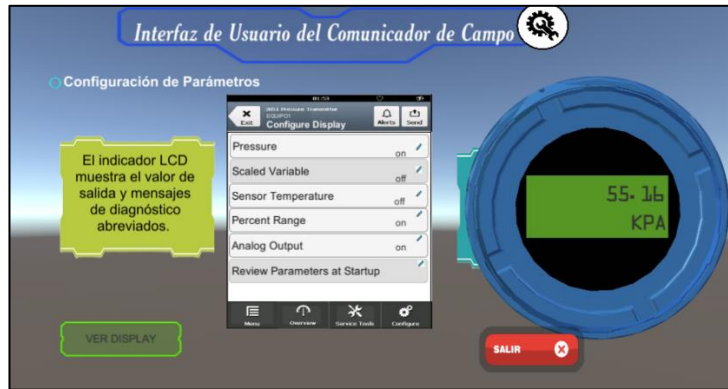 Interfaz de Usuario del Comunicador de Campo
Configuración de Parámetros
El indicador LCD
muestra el valor de
salida y mensajes
de diagnóstico
abreviados.
VER DISPLAY
01:50
Exit
3051 Pressure Transmitter
EQUIPO1
Configure Display
Alerts
Send
Pressure
on
Scaled Variable
off
Sensor Temperature
off
Percent Range
on
Analog Output
on
Review Parameters at Startup
Menu
Overview
Service Tools
Configure
55.16
KPA
SALIR